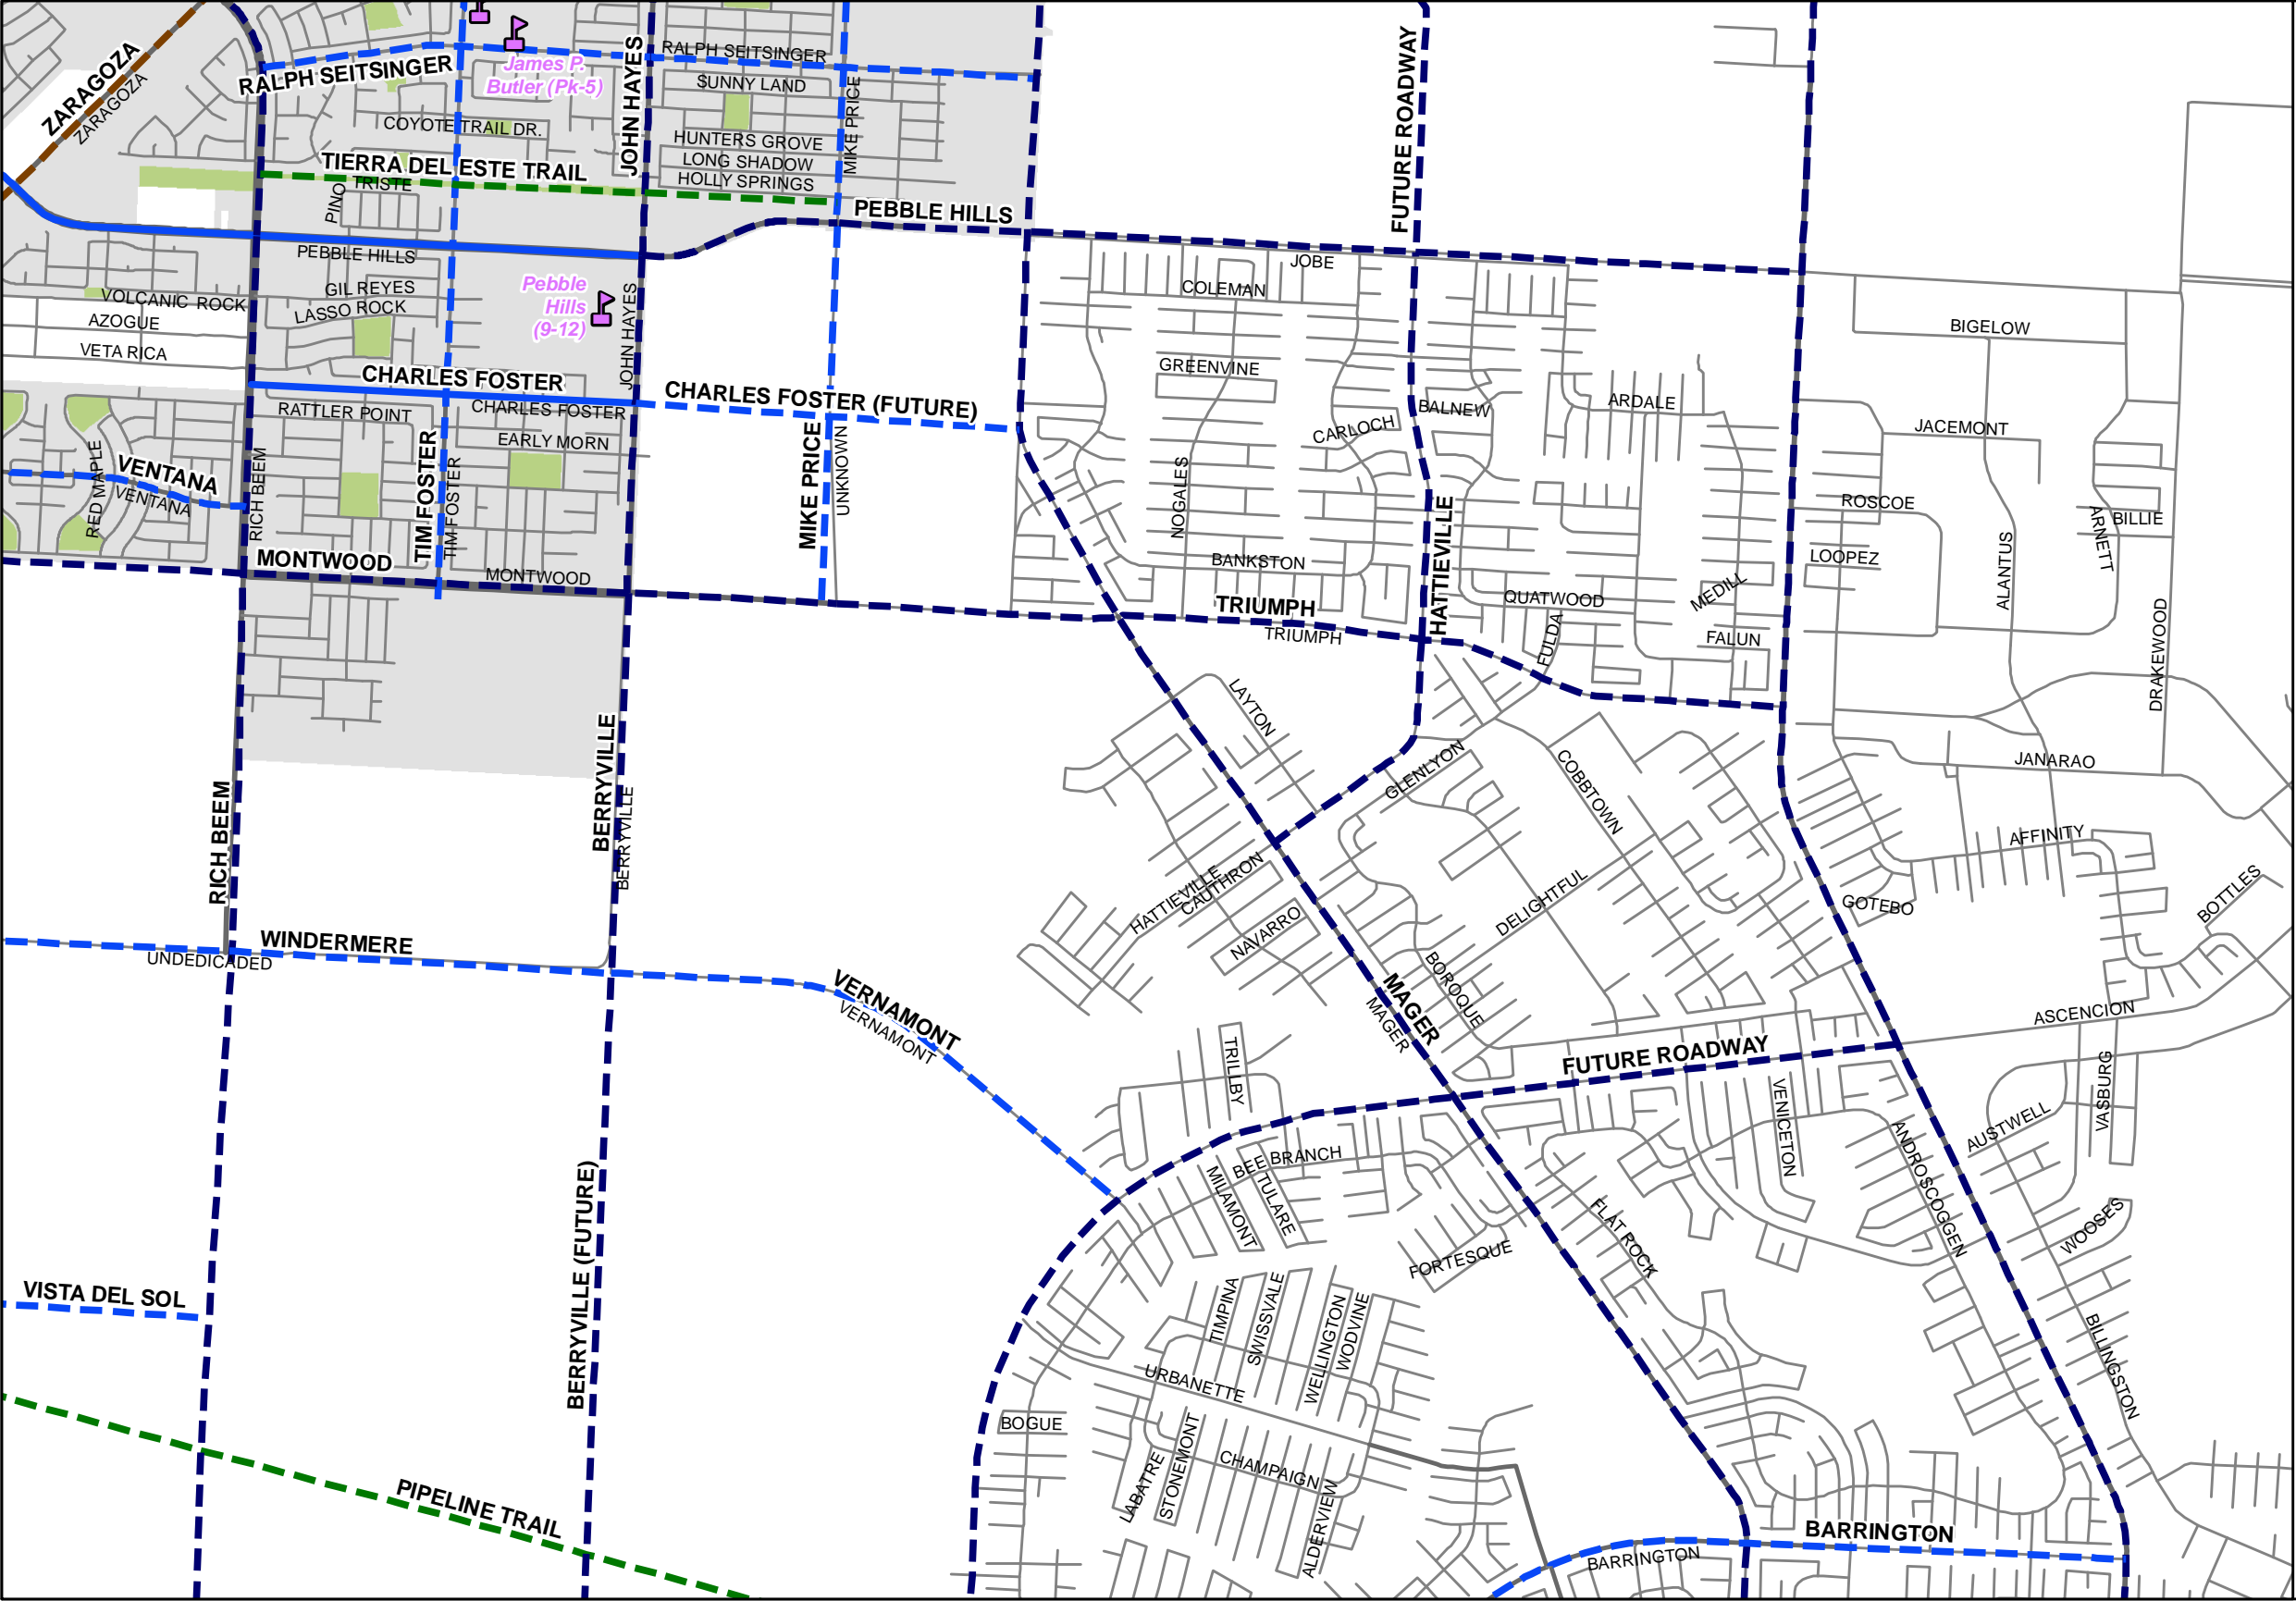 ZARAGOZA
ZARAGOZA
RALPH SEITSINGER
James P.
Butler (Pk-5)
JOHN HAYES
RALPH SEITSINGER
SUNNY LAND
MIKE PRICE
COYOTE TRAIL DR.
HUNTERS GROVE
LONG SHADOW
HOLLY SPRINGS
TIERRA DEL ESTE TRAIL
TRISTE
PINO
PEBBLE HILLS
FUTURE ROADWAY
PEBBLE HILLS
JOBE
Pebble
Hills
(9-12)
GIL REYES
LASSO ROCK
VOLCANIC ROCK
AZOGUE
VETA RICA
JOHN HAYES
COLEMAN
BIGELOW
GREENVINE
CHARLES FOSTER
CHARLES FOSTER
CHARLES FOSTER (FUTURE)
RATTLER POINT
EARLY MORN
CARLOCH
BALNEW
ARDALE
JACEMONT
VENTANA
VENTANA
RED MAPLE
RICH BEEM
TIM FOSTER
TIM FOSTER
MIKE PRICE
UNKNOWN
NOGALES
HATTIEVILLE
ROSCOE
BILLIE
ARNETT
LOOPEZ
ALANTUS
MONTWOOD
MONTWOOD
BANKSTON
TRIUMPH
TRIUMPH
QUATWOOD
MEDILL
FULDA
FALUN
DRAKEWOOD
LAYTON
BERRYVILLE
BERRYVILLE
RICH BEEM
GLENLYON
COBBTOWN
JANARAO
AFFINITY
HATTIEVILLE
CAUTHRON
NAVARRO
DELIGHTFUL
GOTEBO
BOTTLES
WINDERMERE
UNDEDICADED
VERNAMONT
VERNAMONT
BOROQUE
MAGER
MAGER
ASCENCION
FUTURE ROADWAY
TRILLBY
VENICETON
VASBURG
AUSTWELL
ANDROSCOGGEN
BEE BRANCH
MILAMONT
TULARE
FORTESQUE
FLAT ROCK
WOOSES
BERRYVILLE (FUTURE)
VISTA DEL SOL
TIMPINA
SWISSVALE
WELLINGTON
WODVINE
BILLINGSTON
URBANETTE
BOGUE
LABATRE
STONEMONT
CHAMPAIGN
ALDERVIEW
PIPELINE TRAIL
BARRINGTON
BARRINGTON